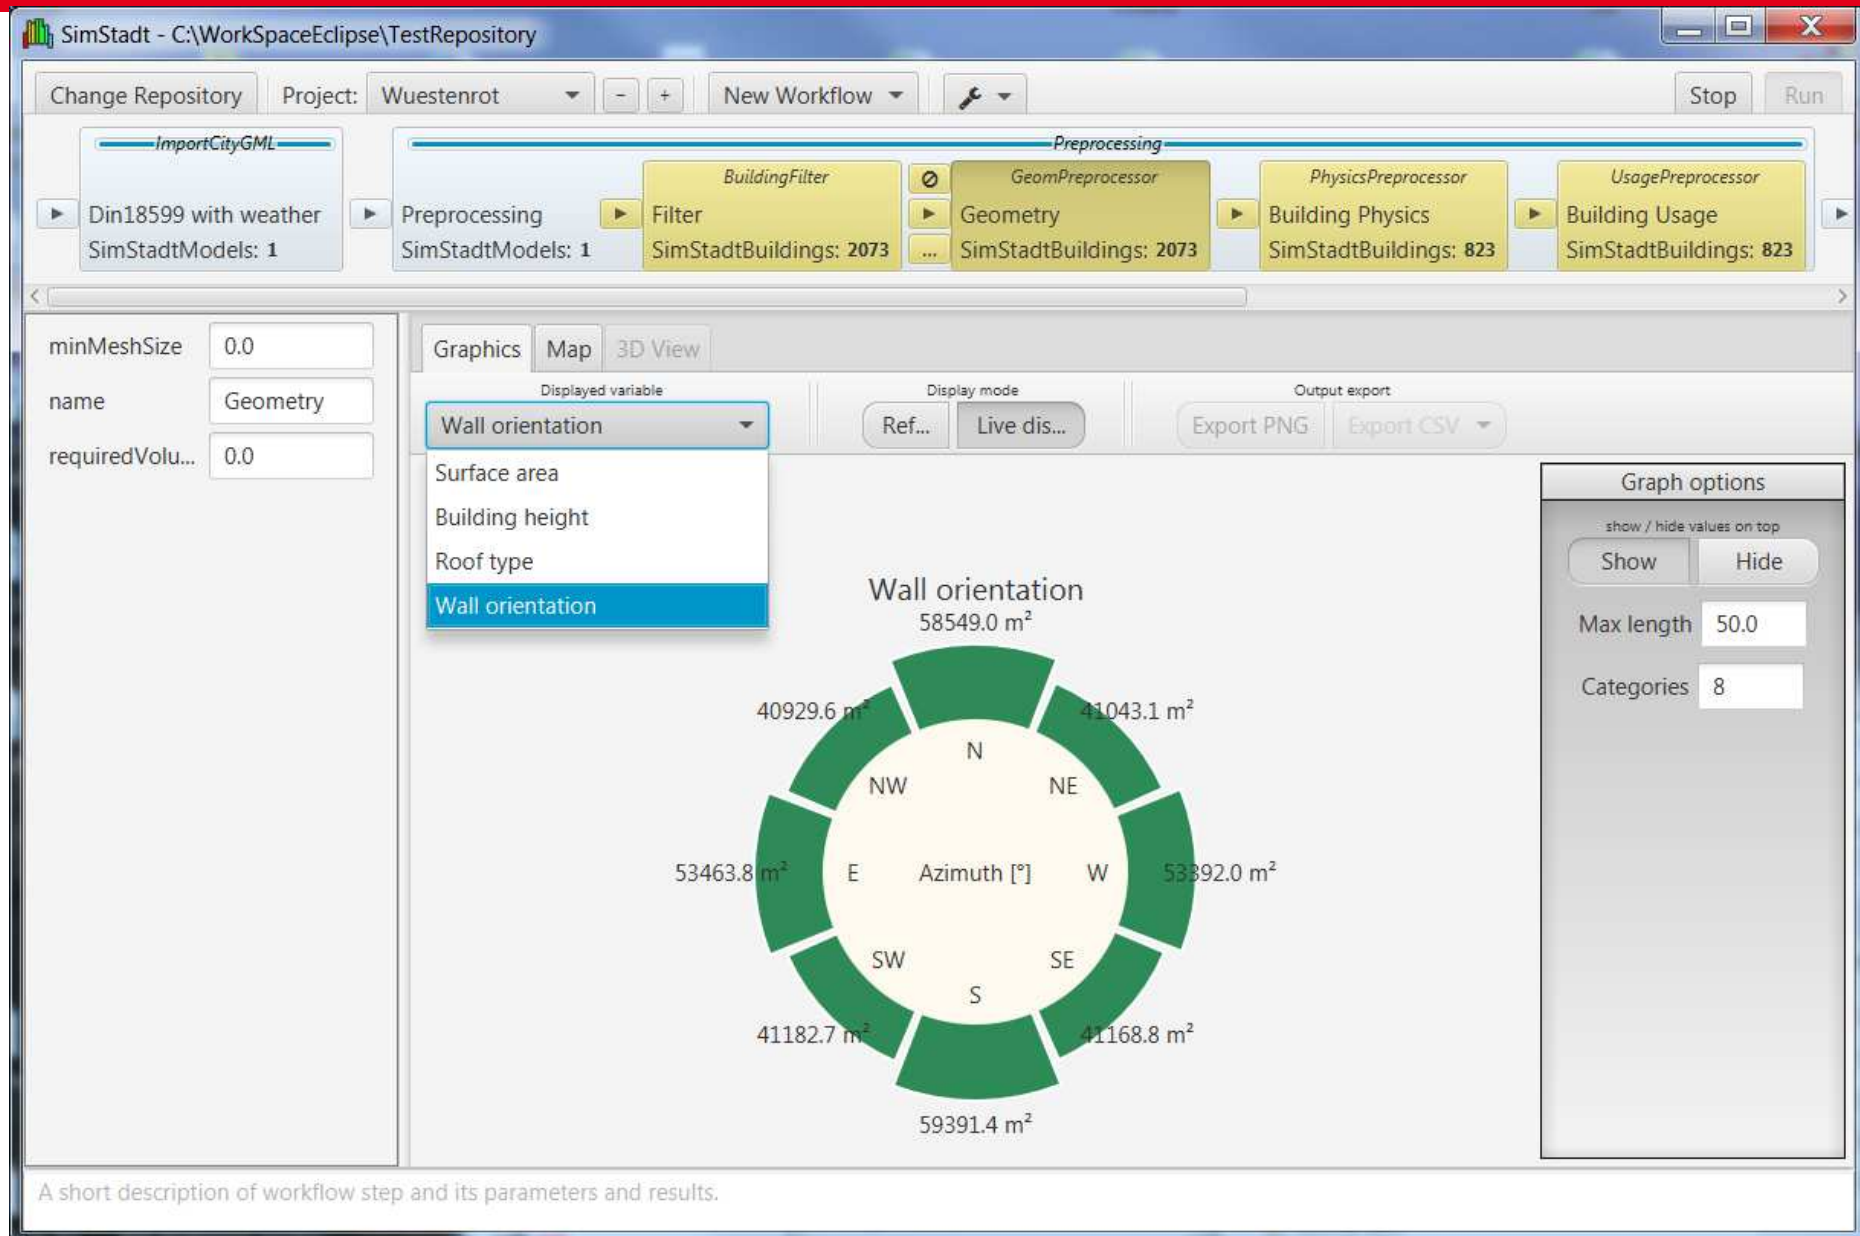 SimStadt - C:\WorkSpaceEclipse\TestRepository
Change Repository Project: Wuestenrot - + New Workflow Stop Run
ImportCityGML Preprocessing
BuildingFilter GeomPreprocessor PhysicsPreprocessor UsagePreprocessor
Din18599 with weather Preprocessing Filter Geometry Building Physics Building Usage
SimStadtModels: 1 SimStadtModels: 1 SimStadtBuildings: 2073 ... SimStadtBuildings: 2073 SimStadtBuildings: 823 SimStadtBuildings: 823
minMeshSize 0.0
name Geometry
requiredVolu... 0.0
Graphics Map 3D View
Displayed variable Display mode Output export
Wall orientation Ref... Live dis... Export PNG Export CSV
Surface area
Building height
Roof type
Wall orientation
Graph options
show / hide values on top
Show Hide
Max length 50.0
Categories 8
Wall orientation
58549.0 m²
40929.6 m² 41043.1 m²
N
NW NE
53463.8 m² E Azimuth [°] W 53392.0 m²
SW SE
S
41182.7 m² 41168.8 m²
59391.4 m²
A short description of workflow step and its parameters and results.